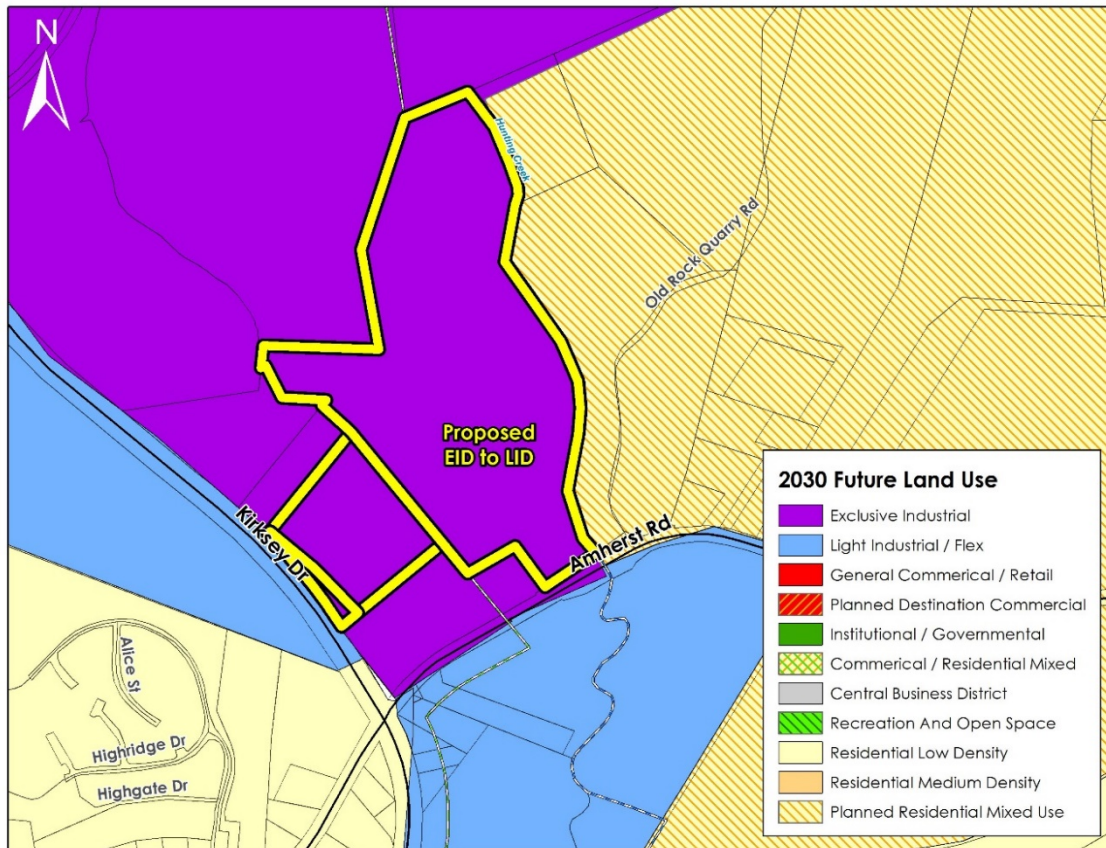 N
Hunting Creek
Old Rock Quarry Rd
Proposed
EID to LID
Kirksey Dr
Amherst Rd
Alice St
Highridge Dr
Highgate Dr
2030 Future Land Use
Exclusive Industrial
Light Industrial / Flex
General Commerical / Retail
Planned Destination Commercial
Institutional / Governmental
Commerical / Residential Mixed
Central Business District
Recreation And Open Space
Residential Low Density
Residential Medium Density
Planned Residential Mixed Use